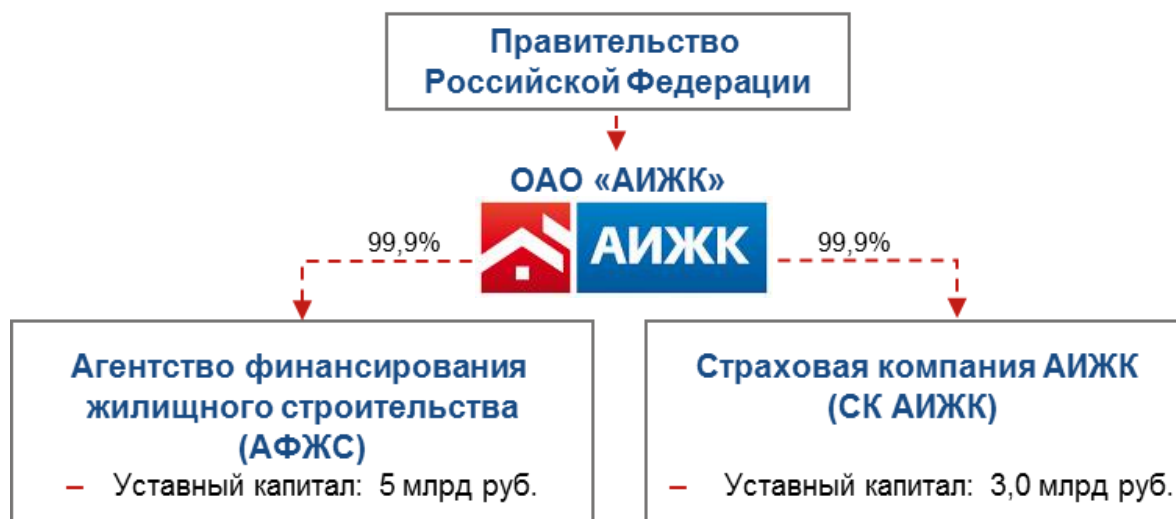 Правительство
Российской Федерации
ОАО «АИЖК»
99,9%
АИЖК
99,9%
Агентство финансирования
жилищного строительства
(АФЖС)
– Уставный капитал: 5 млрд руб.
Страховая компания АИЖК
(СК АИЖК)
– Уставный капитал: 3,0 млрд руб.